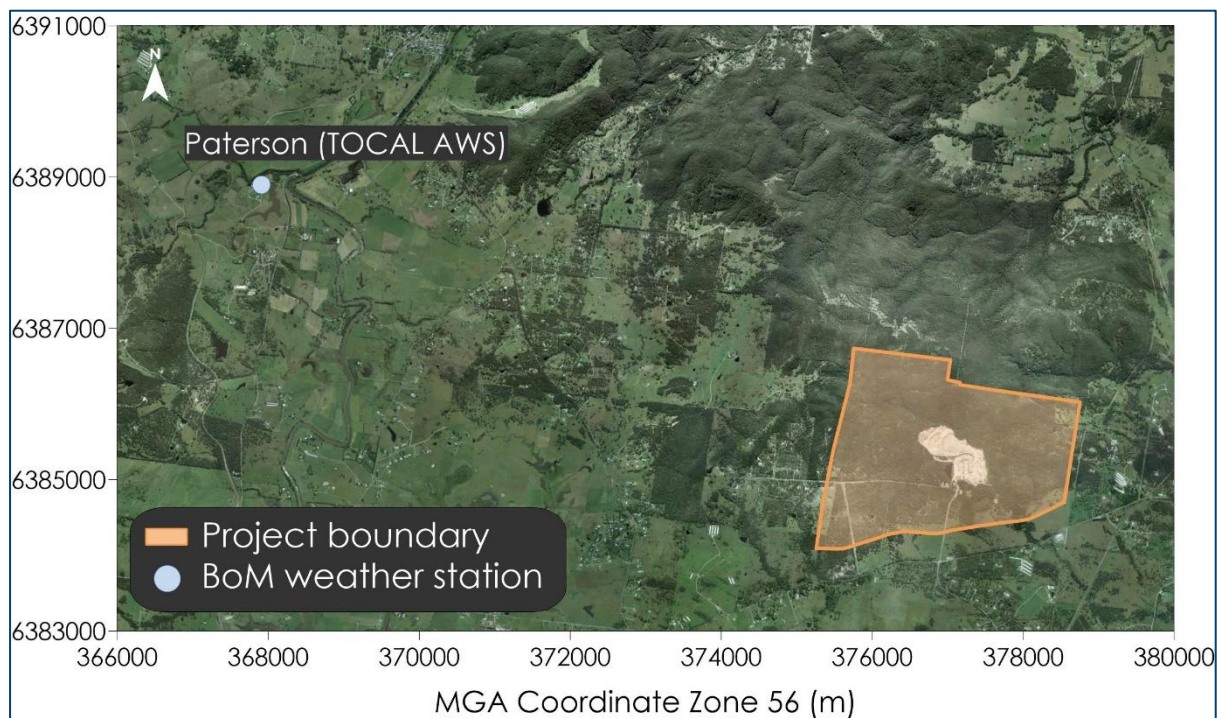 6391000
N
Paterson (TOCAL AWS)
6389000
6387000
6385000
Project boundary
BoM weather station
6383000
366000 368000 370000 372000 374000 376000 378000 380000
MGA Coordinate Zone 56 (m)